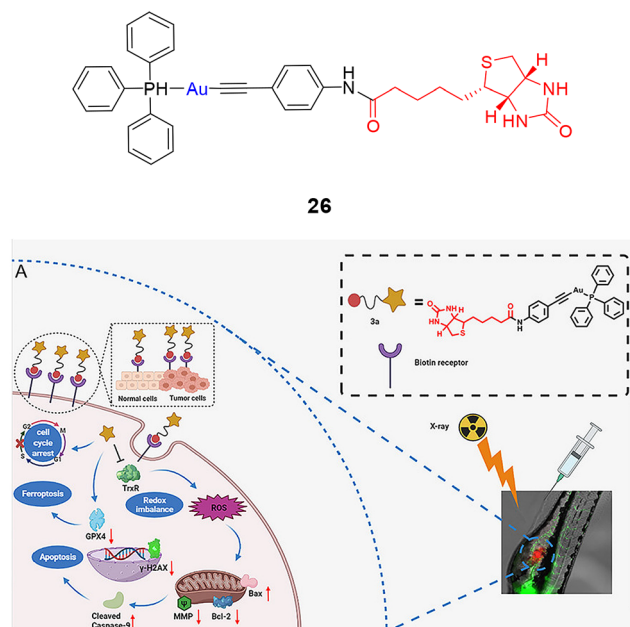 S
H
NH
HN
O
H
H
N
O
PH
Au
26
A
3a
=
O
NH
H
HN
H
S
O
N
H
Au
P
Biotin receptor
Normal cells
Tumor cells
X-ray
G2
M
S
G1
cell
cycle
arrest
TrxR
Ferroptosis
Redox
imbalance
ROS
GPX4
Apoptosis
γ-H2AX
Bax
Cleaved
Caspase-9
Ψ
MMP
Bcl-2